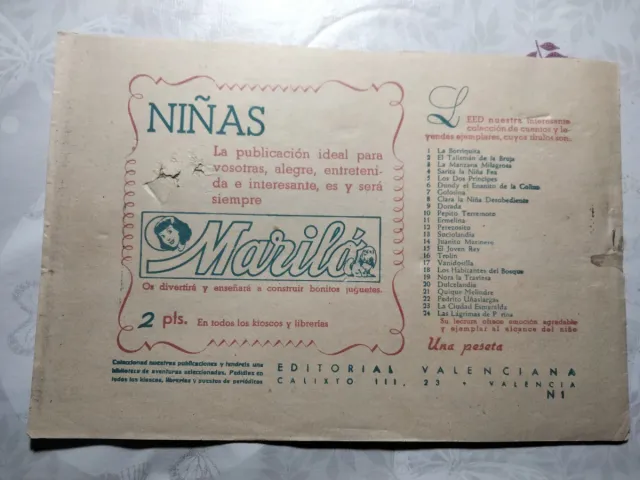 NIÑAS
La publicación ideal para
vosotras, alegre, entreteni-
da e interesante, es y será
siempre
Marilá
Os divertirá y enseñará a construir bonitos juguetes.
2 pts. En todos los kioscos y librerías
Coleccionad nuestras publicaciones y tendréis una
biblioteca de aventuras seleccionadas. Pedidlas en
todos los kioscos, librerías y puestos de periódicos
LEED nuestra interesante
colección de cuentos y le-
yendas ejemplares, cuyos títulos son:
1 La Borriquita
2 El Talismán de la Bruja
3 La Manzana Milagrosa
4 Sarita la Niña Fea
5 Los Dos Príncipes
6 Dondy el Enanito de la Colina
7 Golosina
8 Clara la Niña Desobediente
9 Dorada
10 Pepito Terremoto
11 Ermelina
12 Perezosito
13 Sociolandia
14 Juanito Marinero
15 El Joven Rey
16 Trolín
17 Vanidosilla
18 Los Habitantes del Bosque
19 Nora la Traviesa
20 Dulcelandia
21 Quique Molinare
22 Pedrito Uñaslargas
23 La Ciudad Esmeralda
24 Las Lágrimas de
Su lectura ofrece emoción agradable
y ejemplar al alcance del niño
Una peseta
EDITORIAL VALENCIANA
CALIXTO III, 23 + VALENCIA
N1